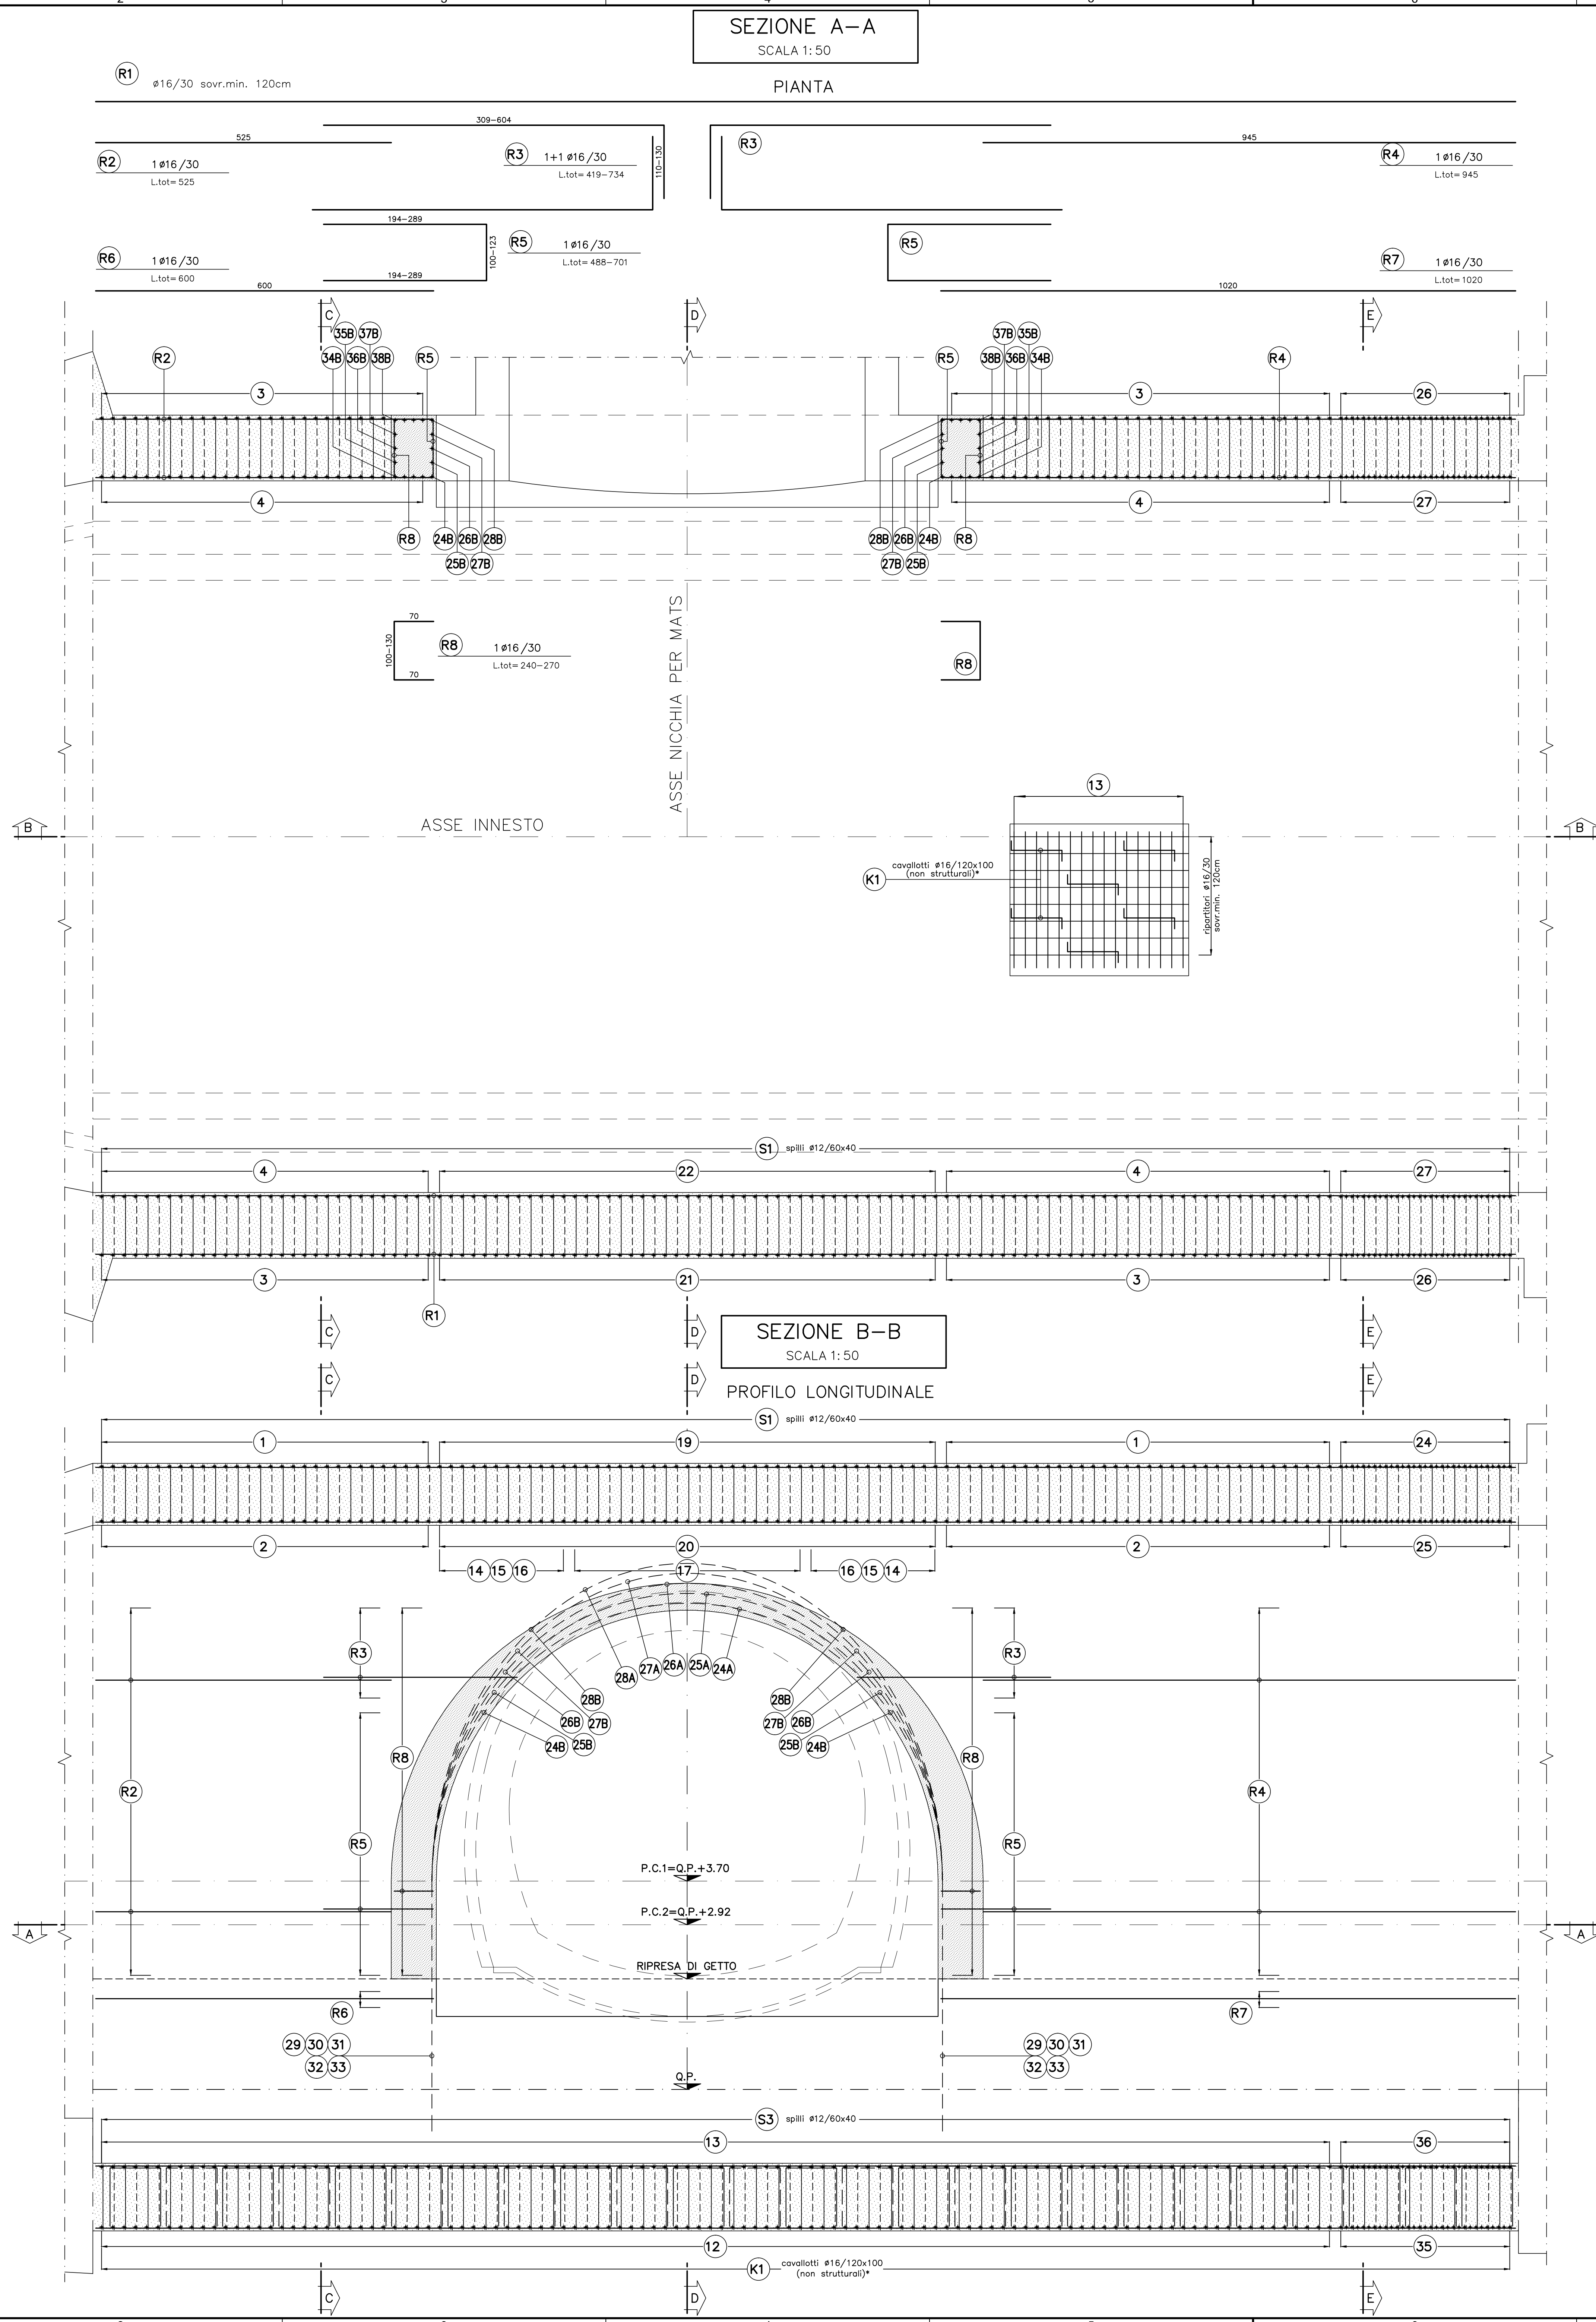 SEZIONE A–A
SCALA 1:50
PIANTA
R1 ø16/30 sovr.min. 120cm
309–604
525
945
R2 1ø16/30
L.tot=525
R3 1+1 ø16/30
L.tot=419–734
110–130
R3
R4 1ø16/30
L.tot=945
194–289
R6 1ø16/30
L.tot=600
100–123
R5 1ø16/30
L.tot=488–701
R5
R7 1ø16/30
L.tot=1020
194–289
600
1020
C D E
35B 37B 37B 35B
R2 34B 36B 38B R5 R5 38B 36B 34B R4
3 3 26
4 4 27
R8 24B 26B 28B 28B 26B 24B R8
25B 27B 27B 25B
70
100–130
R8 1ø16/30
L.tot=240–270
70
R8
ASSE NICCHIA PER MATS
13
B ASSE INNESTO B
K1 cavallotti ø16/120x100
(non strutturali)*
ripartitori ø16/30
sovr.min. 120cm
S1 spilli ø12/60x40
4 22 4 27
3 21 3 26
R1
C D E
SEZIONE B–B
SCALA 1:50
C D E
PROFILO LONGITUDINALE
S1 spilli ø12/60x40
1 19 1 24
2 20 2 25
14 15 16 17 16 15 14
R3 R3
28A 27A 26A 25A 24A
28B 28B
26B 27B 27B 26B
24B 25B 25B 24B
R8 R8
R2 R4
R5 R5
P.C.1=Q.P.+3.70
P.C.2=Q.P.+2.92
A A
RIPRESA DI GETTO
R6 R7
29 30 31 29 30 31
32 33 32 33
Q.P.
S3 spilli ø12/60x40
13 36
12 35
K1 cavallotti ø16/120x100
(non strutturali)*
C D E